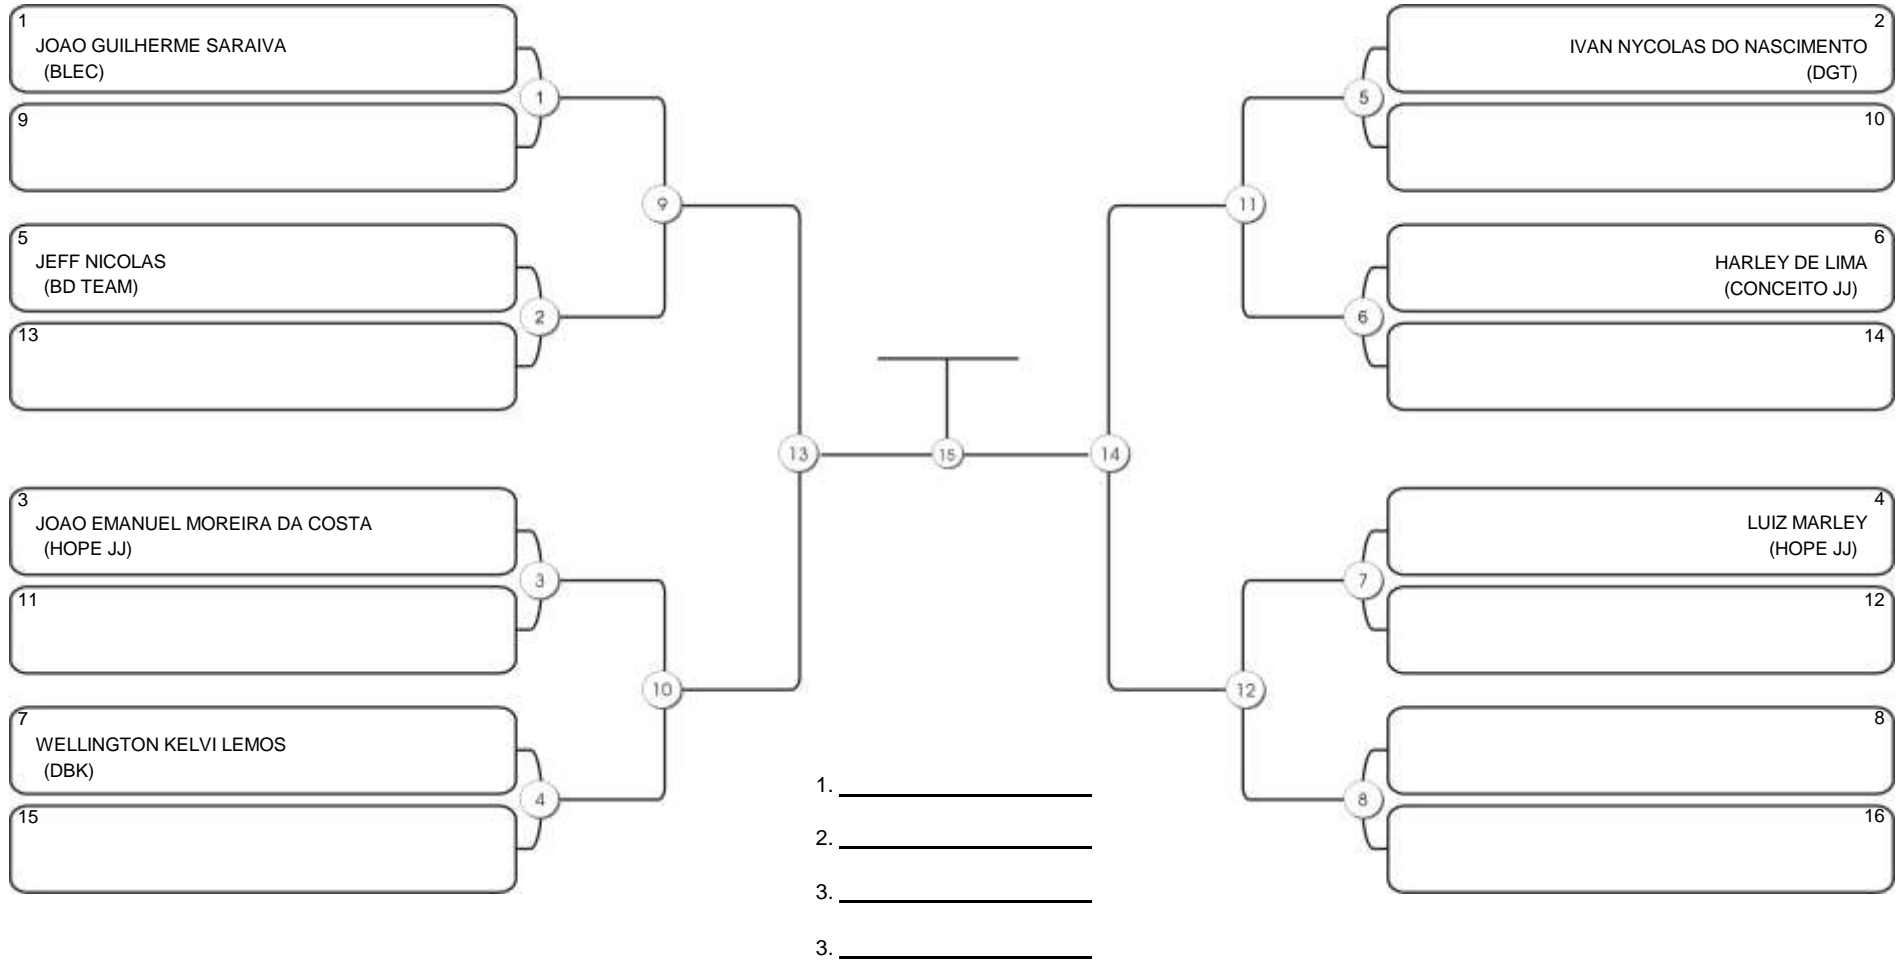 1
JOAO GUILHERME SARAIVA
(BLEC)
1
9
9
5
JEFF NICOLAS
(BD TEAM)
2
13
13
3
JOAO EMANUEL MOREIRA DA COSTA
(HOPE JJ)
3
11
10
7
WELLINGTON KELVI LEMOS
(DBK)
4
15
15
2
IVAN NYCOLAS DO NASCIMENTO
(DGT)
5
10
11
6
HARLEY DE LIMA
(CONCEITO JJ)
6
14
14
4
LUIZ MARLEY
(HOPE JJ)
7
12
12
8
8
16
1.
2.
3.
3.